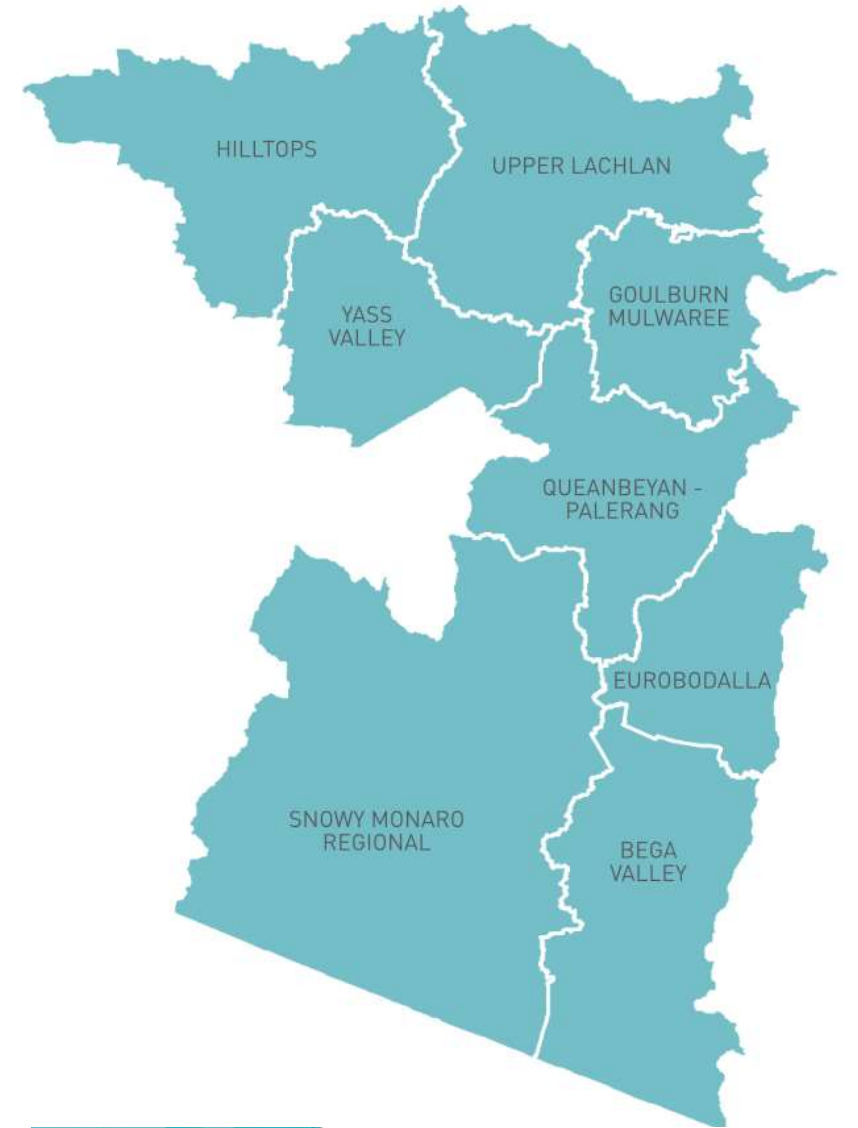 HILLTOPS
UPPER LACHLAN
GOULBURN
MULWAREE
YASS
VALLEY
QUEANBEYAN -
PALERANG
EUROBODALLA
SNOWY MONARO
REGIONAL
BEGA
VALLEY